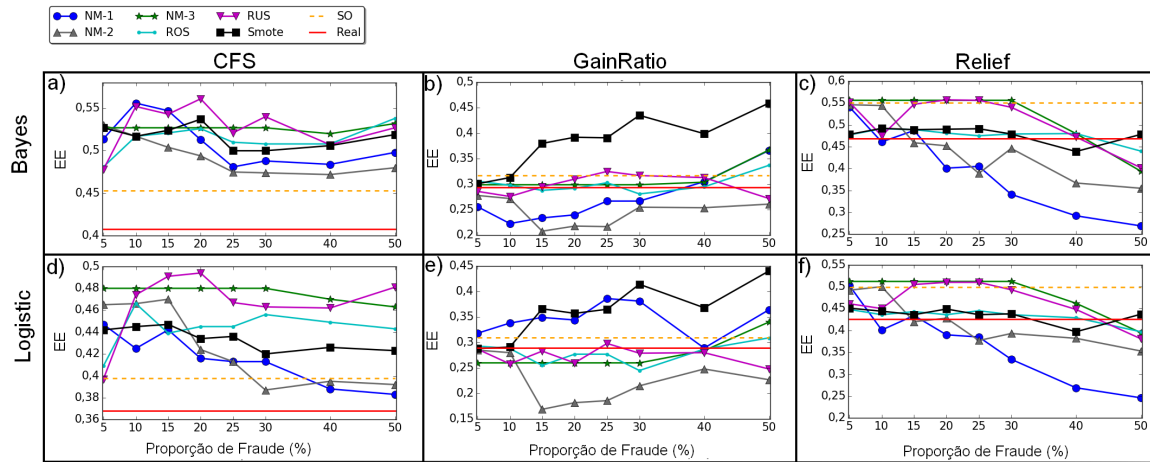 NM-1 NM-3 RUS SO
NM-2 ROS Smote Real
CFS GainRatio Relief
Bayes
a)
EE
0,55
0,5
0,45
0,4
5 10 15 20 25 30 40 50
b)
EE
0,5
0,45
0,4
0,35
0,3
0,25
0,2
5 10 15 20 25 30 40 50
c)
EE
0,6
0,55
0,5
0,45
0,4
0,35
0,3
0,25
5 10 15 20 25 30 40 50
Logistic
d)
EE
0,5
0,48
0,46
0,44
0,42
0,4
0,38
0,36
5 10 15 20 25 30 40 50
Proporção de Fraude (%)
e)
EE
0,45
0,4
0,35
0,3
0,25
0,2
0,15
5 10 15 20 25 30 40 50
Proporção de Fraude (%)
f)
EE
0,55
0,5
0,45
0,4
0,35
0,3
0,25
0,2
5 10 15 20 25 30 40 50
Proporção de Fraude (%)